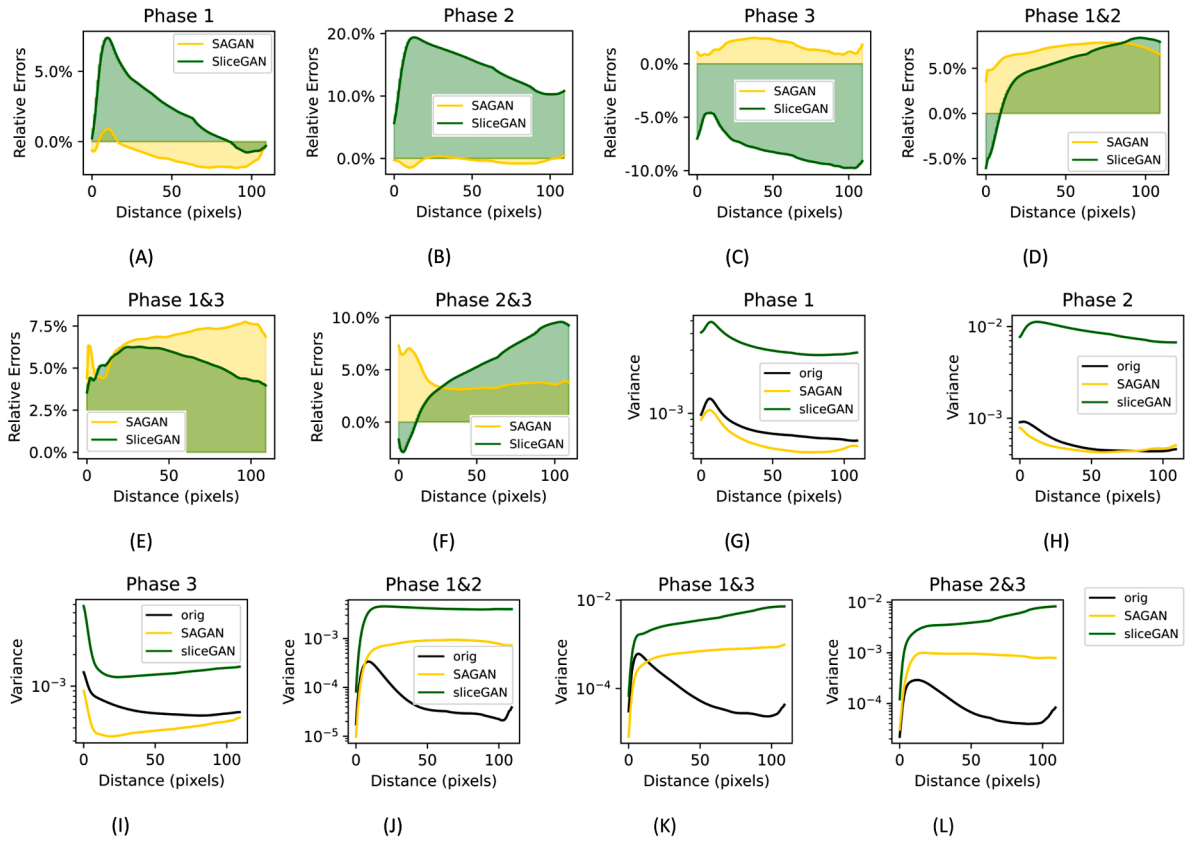 Phase 1
Relative Errors
5.0%
0.0%
SAGAN
SliceGAN
0 50 100
Distance (pixels)
(A)
Phase 2
Relative Errors
20.0%
10.0%
0.0%
SAGAN
SliceGAN
0 50 100
Distance (pixels)
(B)
Phase 3
Relative Errors
0.0%
-5.0%
-10.0%
SAGAN
SliceGAN
0 50 100
Distance (pixels)
(C)
Phase 1&2
Relative Errors
5.0%
0.0%
-5.0%
SAGAN
SliceGAN
0 50 100
Distance (pixels)
(D)
Phase 1&3
Relative Errors
7.5%
5.0%
2.5%
0.0%
SAGAN
SliceGAN
0 50 100
Distance (pixels)
(E)
Phase 2&3
Relative Errors
10.0%
5.0%
0.0%
SAGAN
SliceGAN
0 50 100
Distance (pixels)
(F)
Phase 1
Variance
10⁻³
orig
SAGAN
sliceGAN
0 50 100
Distance (pixels)
(G)
Phase 2
Variance
10⁻²
10⁻³
orig
SAGAN
sliceGAN
0 50 100
Distance (pixels)
(H)
Phase 3
Variance
10⁻³
orig
SAGAN
sliceGAN
0 50 100
Distance (pixels)
(I)
Phase 1&2
Variance
10⁻³
10⁻⁴
10⁻⁵
orig
SAGAN
sliceGAN
0 50 100
Distance (pixels)
(J)
Phase 1&3
Variance
10⁻²
10⁻⁴
0 50 100
Distance (pixels)
(K)
Phase 2&3
Variance
10⁻²
10⁻³
10⁻⁴
0 50 100
Distance (pixels)
(L)
orig
SAGAN
sliceGAN